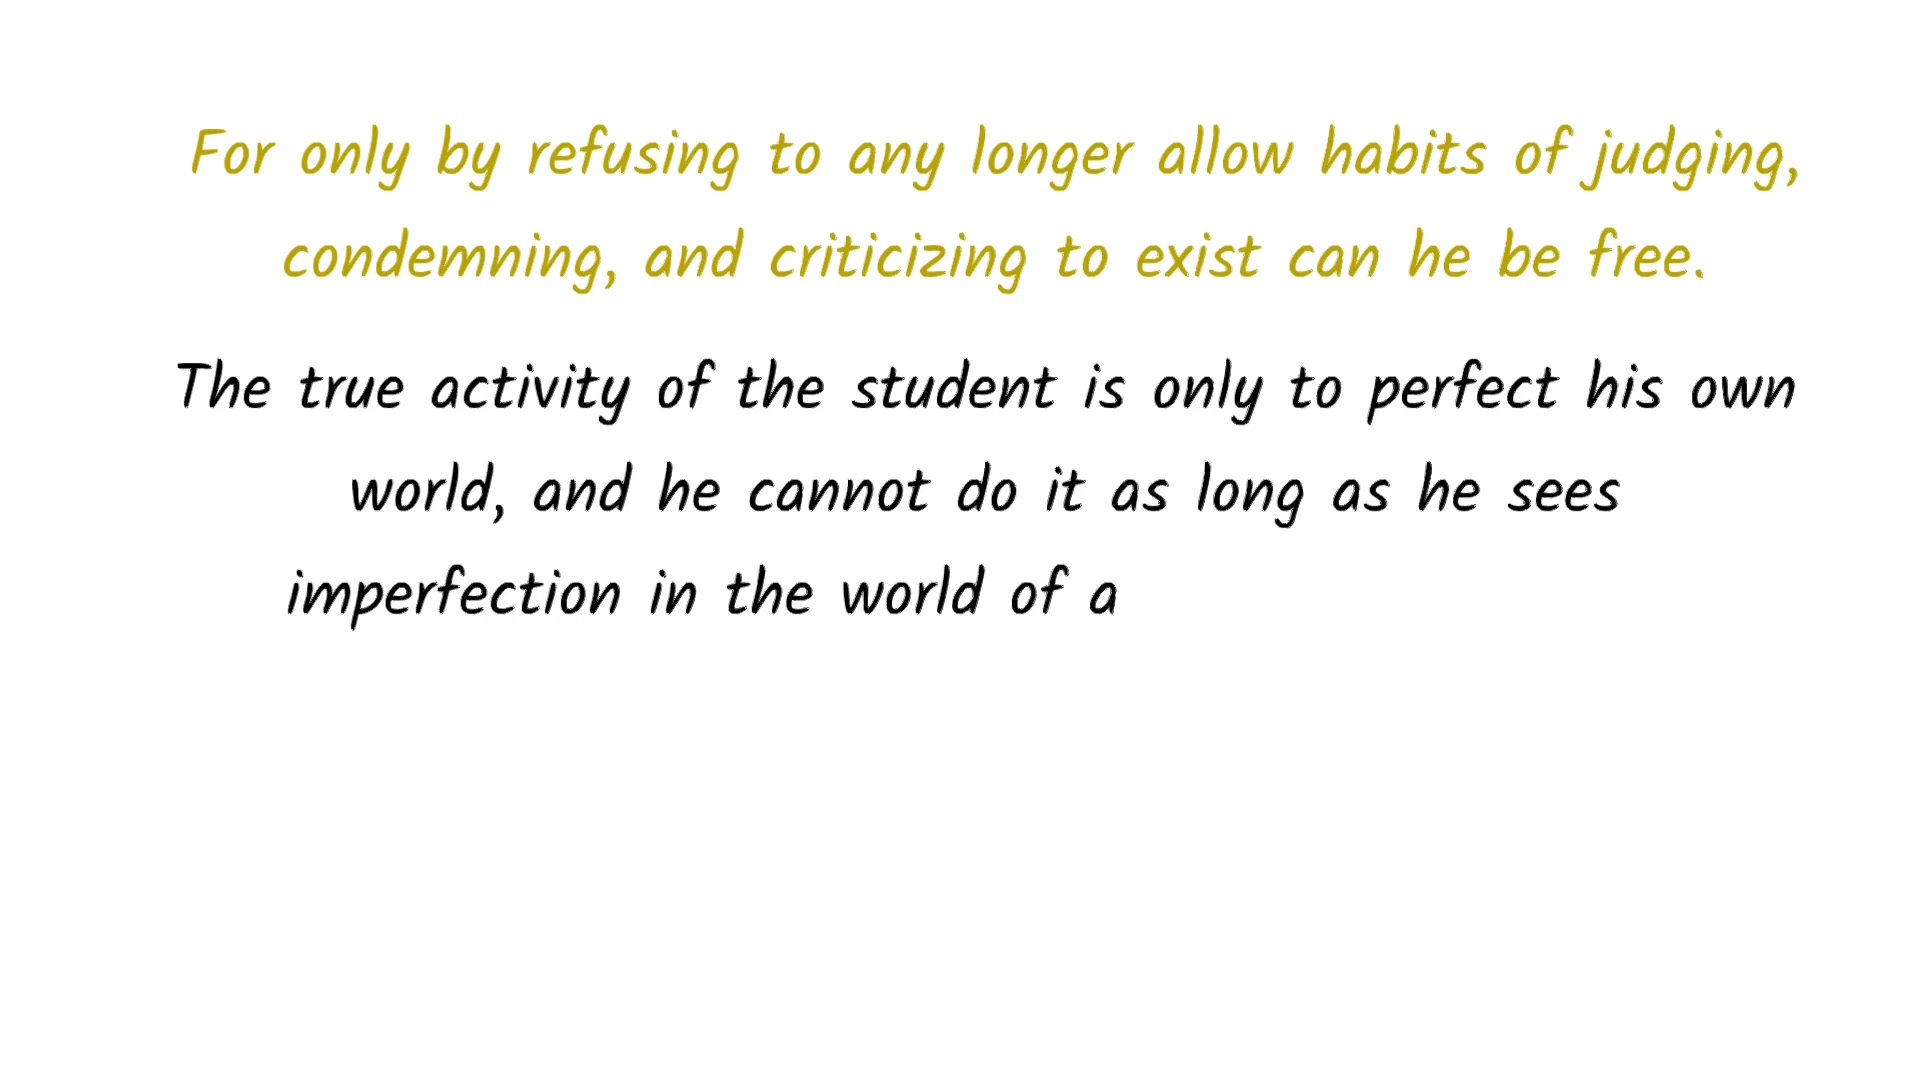 For only by refusing to any longer allow habits of judging,
condemning, and criticizing to exist can he be free.
The true activity of the student is only to perfect his own
world, and he cannot do it as long as he sees
imperfection in the world of a